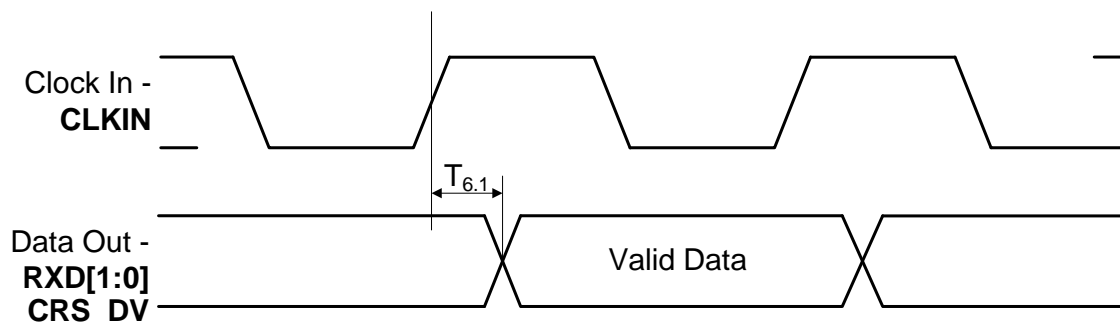 Clock In -
CLKIN
T6.1
Data Out -
RXD[1:0]
CRS_DV
Valid Data